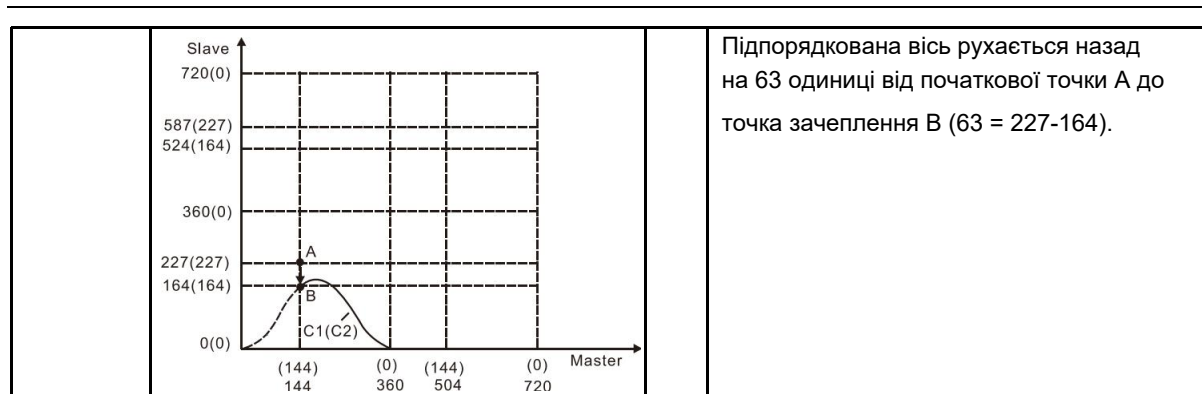 Slave
720(0)
587(227)
524(164)
360(0)
227(227)
164(164)
0(0)
A
B
C1(C2)
(144) (0) (144) (0) Master
144 360 504 720
Підпорядкована вісь рухається назад
на 63 одиниці від початкової точки A до
точка зачеплення B (63 = 227-164).